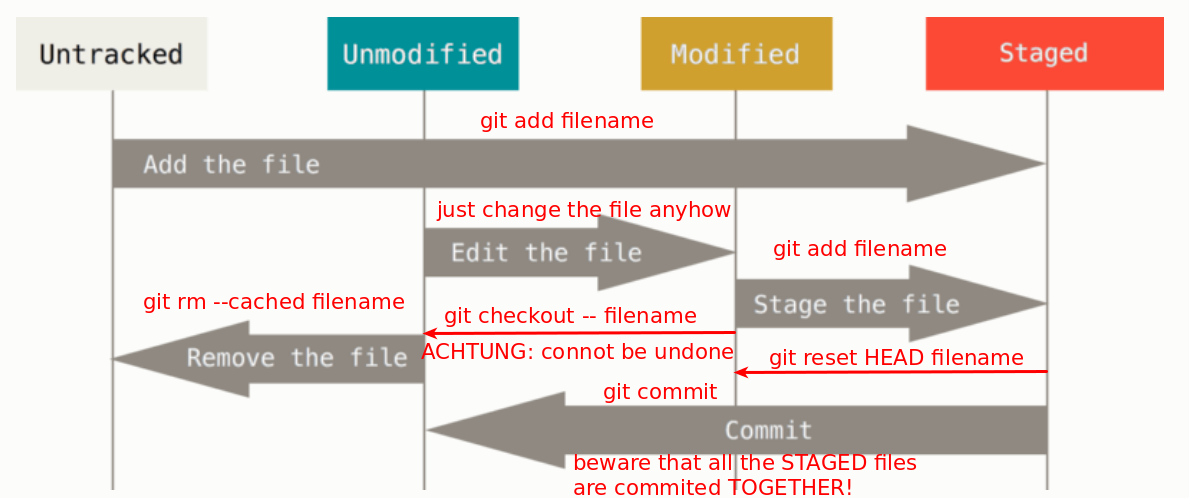 Untracked
Unmodified
Modified
Staged
git add filename
Add the file
just change the file anyhow
Edit the file
git add filename
Stage the file
git rm --cached filename
git checkout -- filename
Remove the file
ACHTUNG: connot be undone
git reset HEAD filename
git commit
Commit
beware that all the STAGED files
are commited TOGETHER!